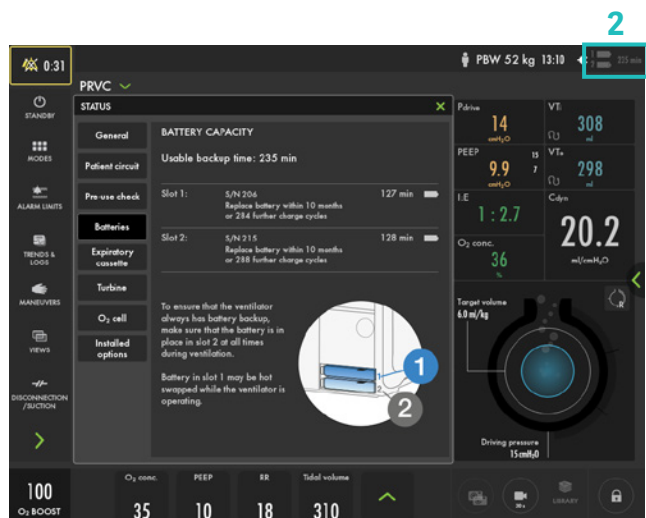 2
0:31
PBW 52 kg 13:10
1
2
235 min
PRVC
STANDBY
MODES
ALARM LIMITS
TRENDS &
LOGS
MANEUVERS
VIEWS
DISCONNECTION
/SUCTION
STATUS
General
Patient circuit
Pre-use check
Batteries
Expiratory
cassette
Turbine
O₂ cell
Installed
options
BATTERY CAPACITY
Usable backup time: 235 min
Slot 1: S/N 206 127 min
Replace battery within 10 months
or 284 further charge cycles
Slot 2: S/N 215 128 min
Replace battery within 10 months
or 288 further charge cycles
To ensure that the ventilator
always has battery backup,
make sure that the battery is in
place in slot 2 at all times
during ventilation.
Battery in slot 1 may be hot
swapped while the ventilator is
operating.
1
2
1
2
Pdrive
14
cmH₂O
VTi
308
ml
PEEP
15
7
9.9
cmH₂O
VTe
298
ml
I:E
1 : 2.7
Cdyn
20.2
ml/cmH₂O
O₂ conc.
36
%
Target volume
6.0 ml/kg
R
Driving pressure
15 cmH₂O
100
O₂ BOOST
O₂ conc.
35
PEEP
10
RR
18
Tidal volume
310
20 s
LIBRARY